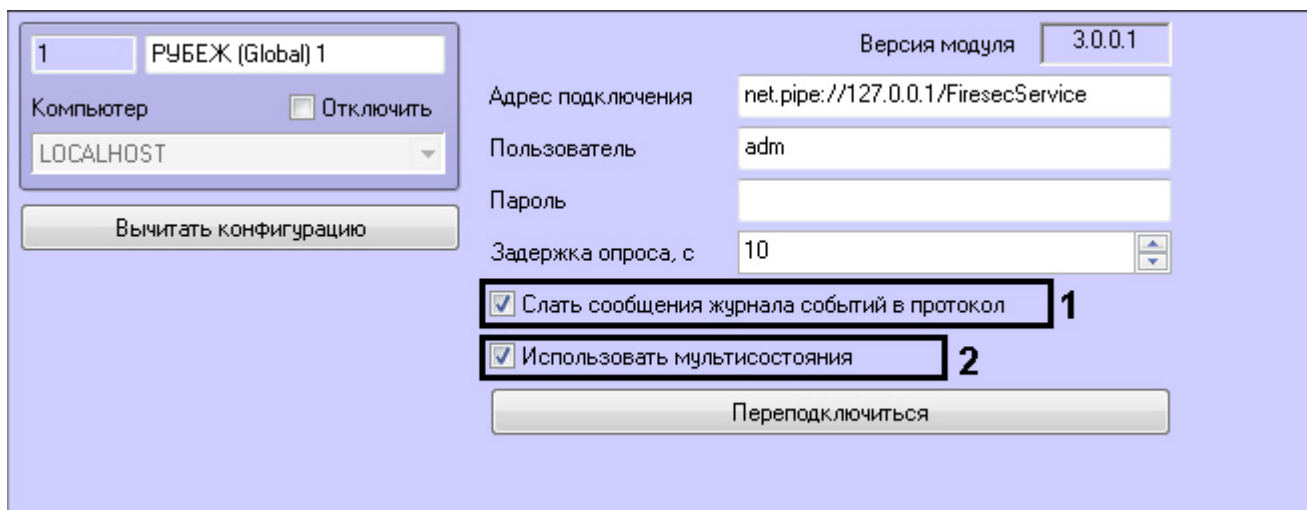 1
РУБЕЖ (Global) 1
Компьютер
Отключить
LOCALHOST
Вычитать конфигурацию
Версия модуля 3.0.0.1
Адрес подключения net.pipe://127.0.0.1/FiresecService
Пользователь adm
Пароль
Задержка опроса, с 10
Слать сообщения журнала событий в протокол 1
Использовать мультисостояния 2
Переподключиться